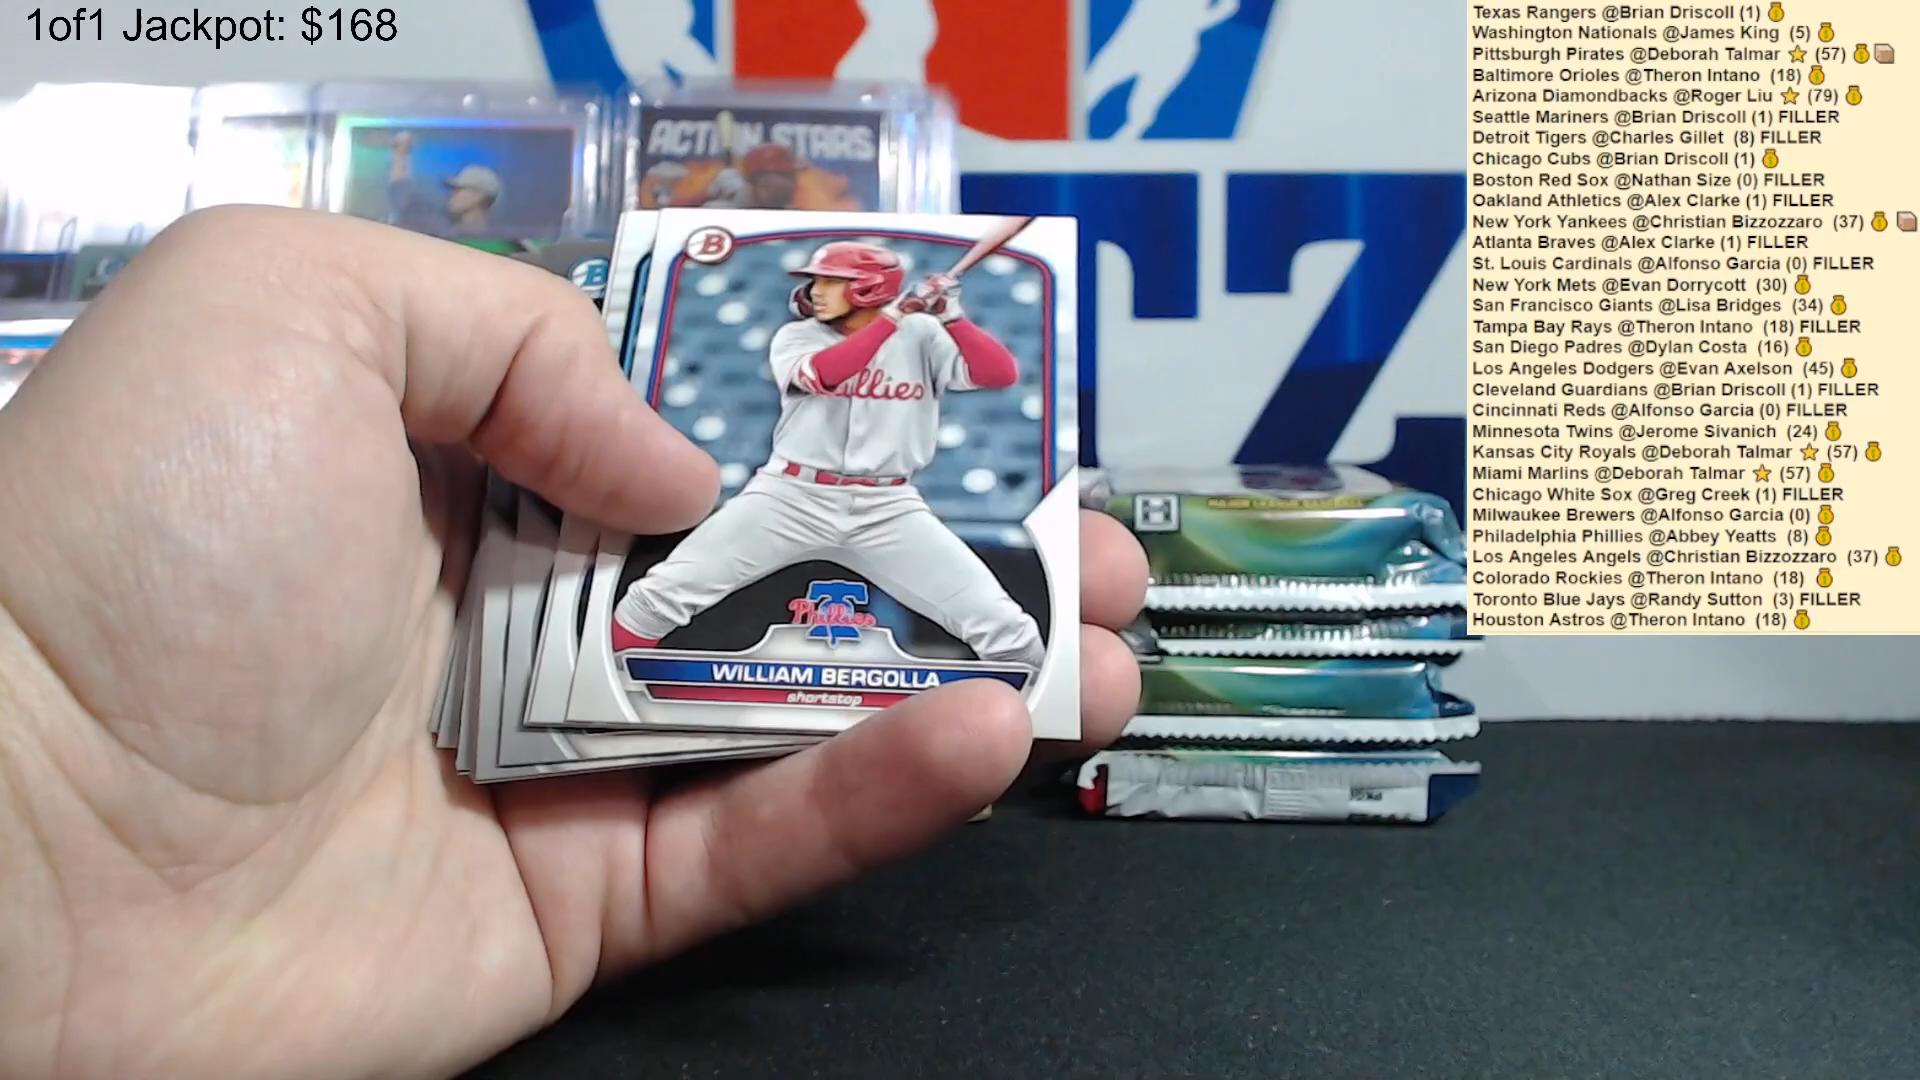 1of1 Jackpot: $168
Texas Rangers @Brian Driscoll (1)
Washington Nationals @James King (5)
Pittsburgh Pirates @Deborah Talmar ⭐ (57)
Baltimore Orioles @Theron Intano (18)
Arizona Diamondbacks @Roger Liu ⭐ (79)
Seattle Mariners @Brian Driscoll (1) FILLER
Detroit Tigers @Charles Gillet (8) FILLER
Chicago Cubs @Brian Driscoll (1)
Boston Red Sox @Nathan Size (0) FILLER
Oakland Athletics @Alex Clarke (1) FILLER
New York Yankees @Christian Bizzozzaro (37)
Atlanta Braves @Alex Clarke (1) FILLER
St. Louis Cardinals @Alfonso Garcia (0) FILLER
New York Mets @Evan Dorrycott (30)
San Francisco Giants @Lisa Bridges (34)
Tampa Bay Rays @Theron Intano (18) FILLER
San Diego Padres @Dylan Costa (16)
Los Angeles Dodgers @Evan Axelson (45)
Cleveland Guardians @Brian Driscoll (1) FILLER
Cincinnati Reds @Alfonso Garcia (0) FILLER
Minnesota Twins @Jerome Sivanich (24)
Kansas City Royals @Deborah Talmar ⭐ (57)
Miami Marlins @Deborah Talmar ⭐ (57)
Chicago White Sox @Greg Creek (1) FILLER
Milwaukee Brewers @Alfonso Garcia (0)
Philadelphia Phillies @Abbey Yeatts (8)
Los Angeles Angels @Christian Bizzozzaro (37)
Colorado Rockies @Theron Intano (18)
Toronto Blue Jays @Randy Sutton (3) FILLER
Houston Astros @Theron Intano (18)
ACTION STARS
TZ
B
B
Phillies
Phillies
WILLIAM BERGOLLA
shortstop
H
MAJOR LEAGUE BASEBALL